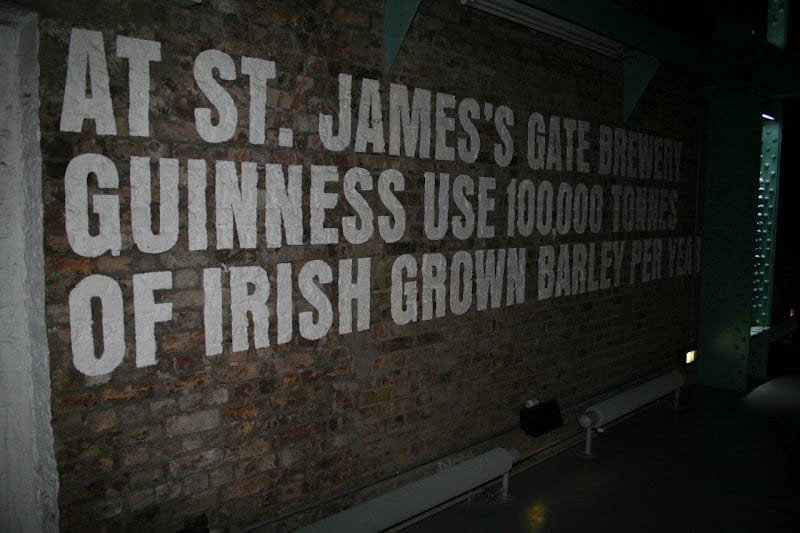 AT ST. JAMES'S GATE BREWERY
GUINNESS USE 100,000 TONNES
OF IRISH GROWN BARLEY PER YEAR